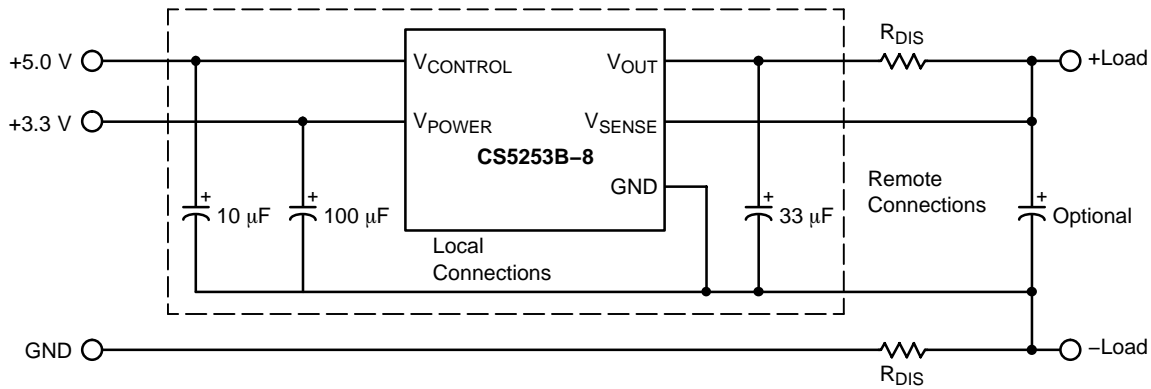 +5.0 V
+3.3 V
VCONTROL
VPOWER
CS5253B−8
VOUT
VSENSE
GND
RDIS
+Load
+
10 μF
+
100 μF
Local
Connections
+
33 μF
Remote
Connections
+
Optional
GND
RDIS
−Load